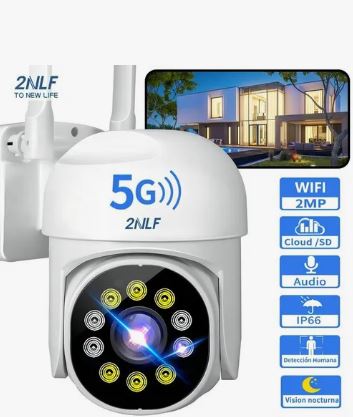 2NLF
TO NEW LIFE
5G
2NLF
WIFI
2MP
Cloud /SD
Audio
IP66
Detección Humana
Vision nocturna